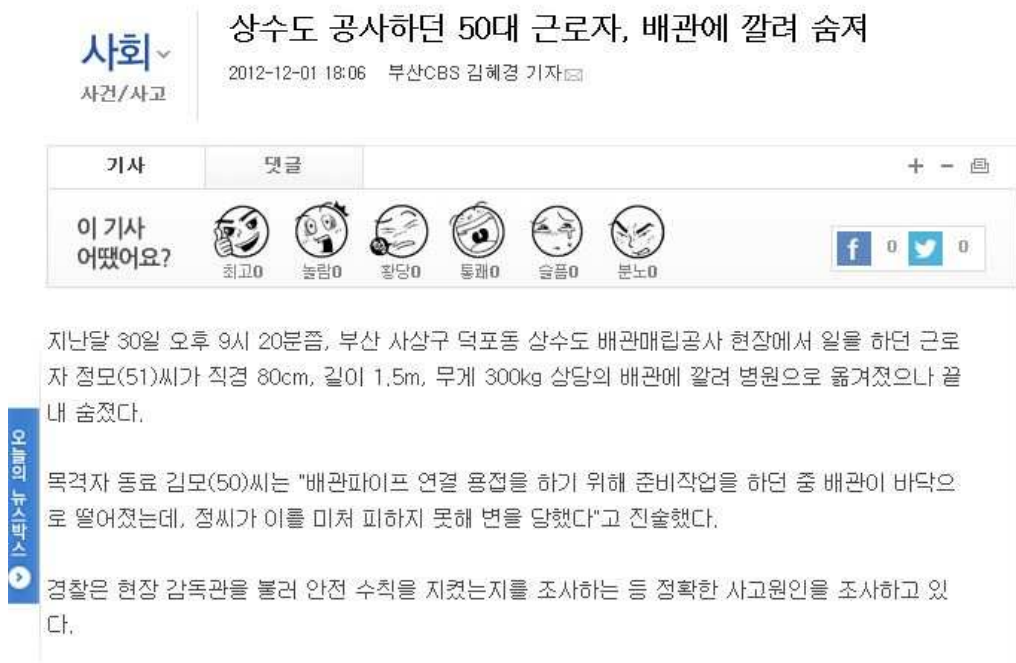 상수도 공사하던 50대 근로자, 배관에 깔려 숨져
사회
2012-12-01 18:06 부산CBS 김혜경 기자
사건/사고
기사 댓글 + -
이 기사
어땠어요?
최고0 놀람0 황당0 통쾌0 슬픔0 분노0
f 0 0
지난달 30일 오후 9시 20분쯤, 부산 사상구 덕포동 상수도 배관매립공사 현장에서 일을 하던 근로
자 정모(51)씨가 직경 80cm, 길이 1.5m, 무게 300kg 상당의 배관에 깔려 병원으로 옮겨졌으나 끝
내 숨졌다.
목격자 동료 김모(50)씨는 "배관파이프 연결 용접을 하기 위해 준비작업을 하던 중 배관이 바닥으
로 떨어졌는데, 정씨가 이를 미처 피하지 못해 변을 당했다"고 진술했다.
경찰은 현장 감독관을 불러 안전 수칙을 지켰는지를 조사하는 등 정확한 사고원인을 조사하고 있
다.
오늘의 뉴스박스